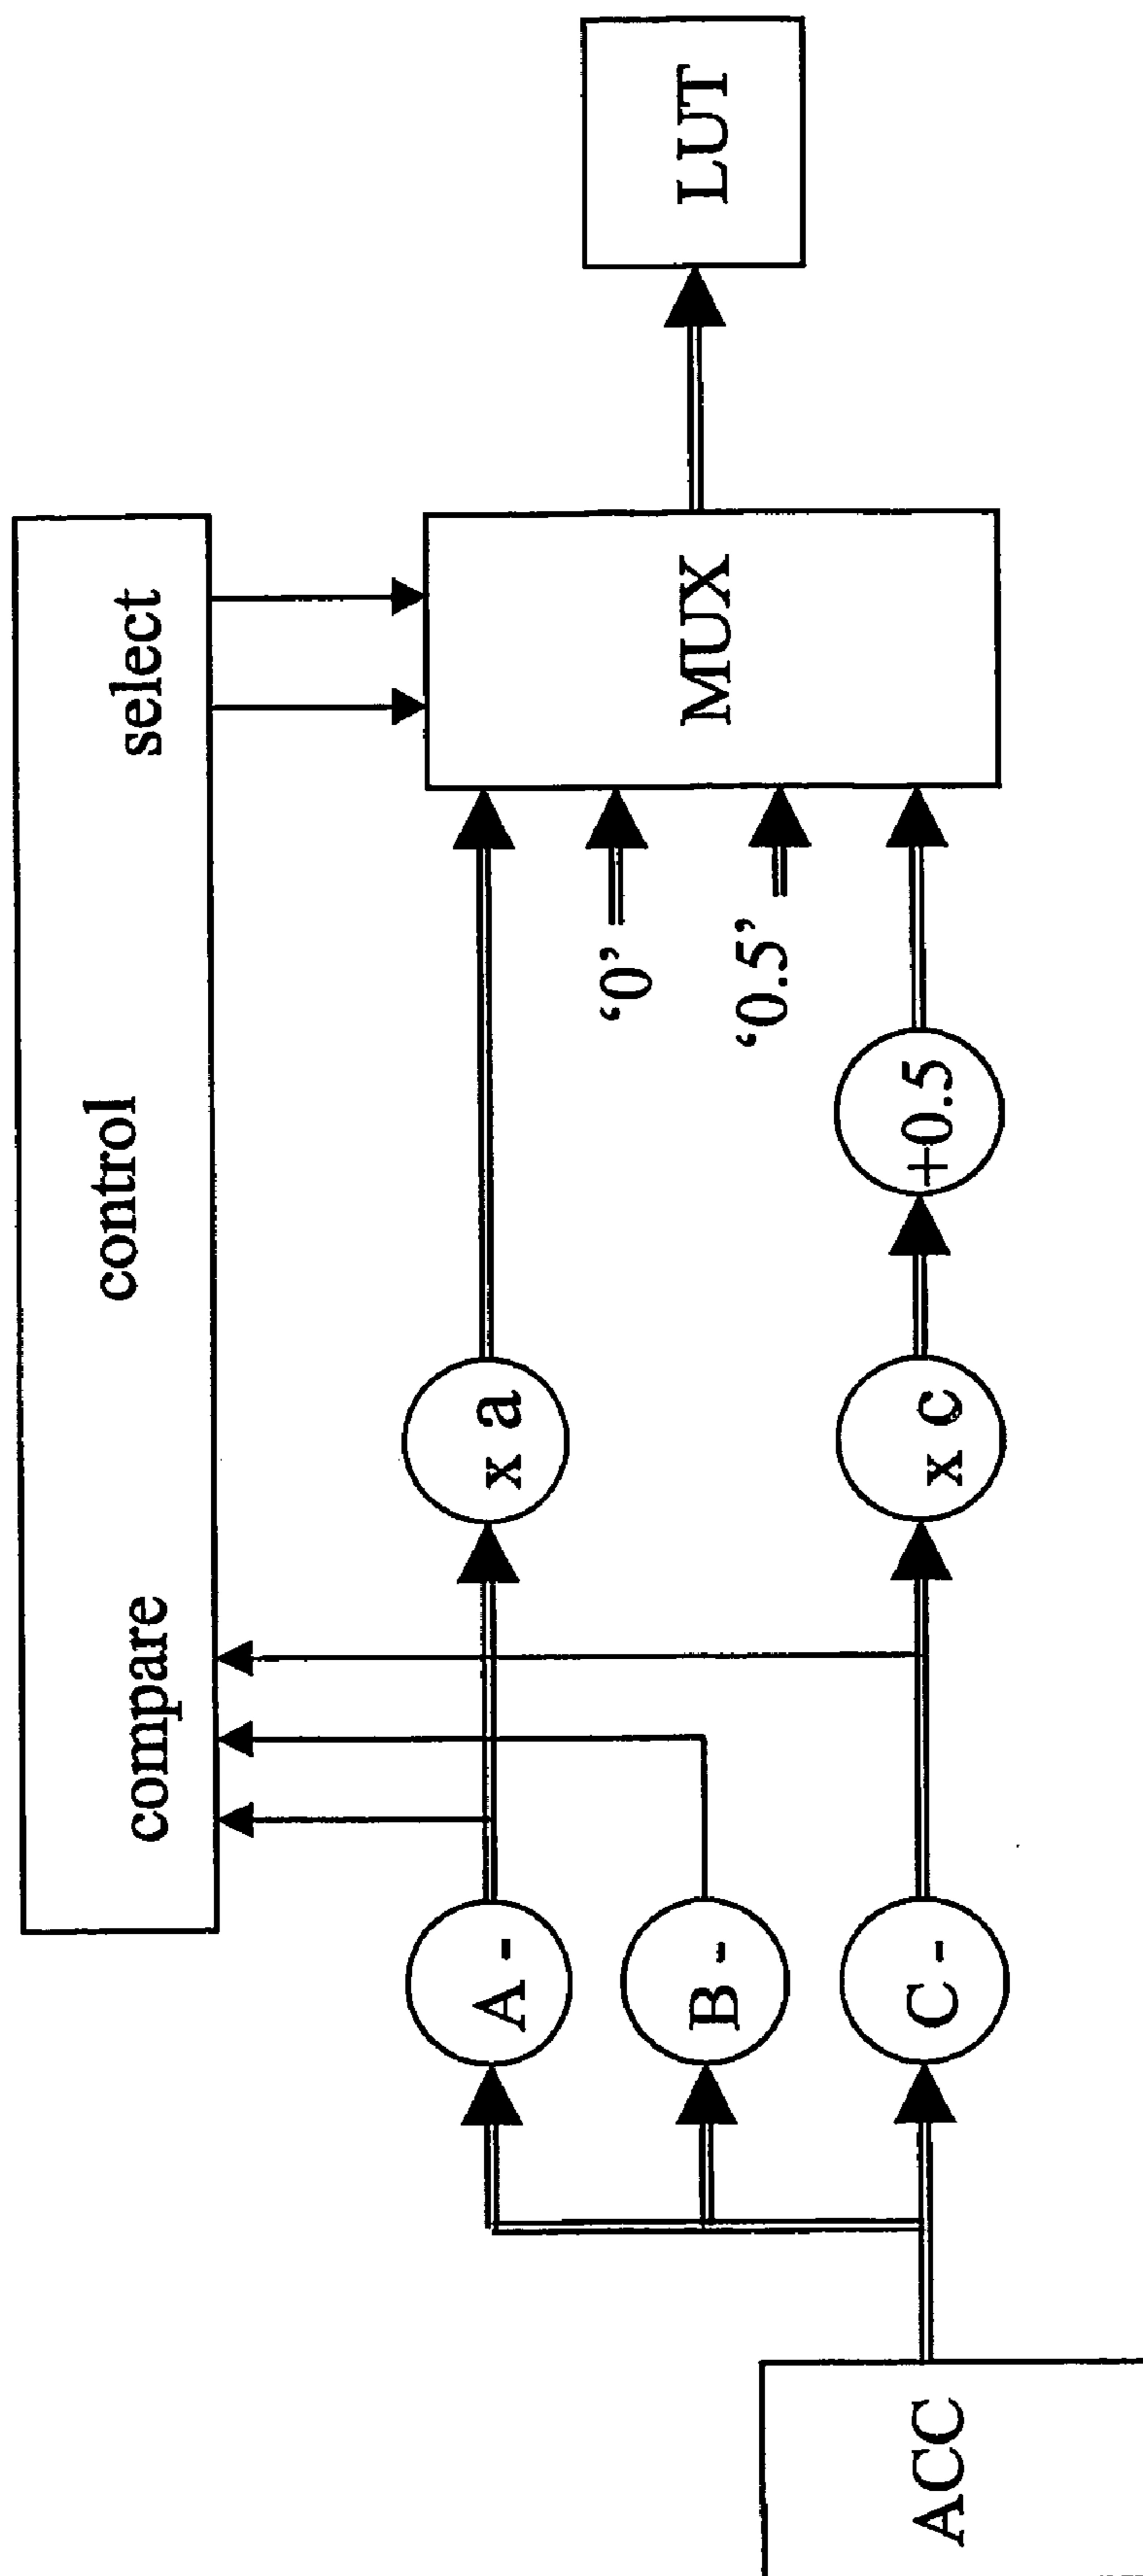 compare
control
select
ACC
A -
B -
C -
x a
x c
+0.5
‘0’
‘0.5’
MUX
LUT